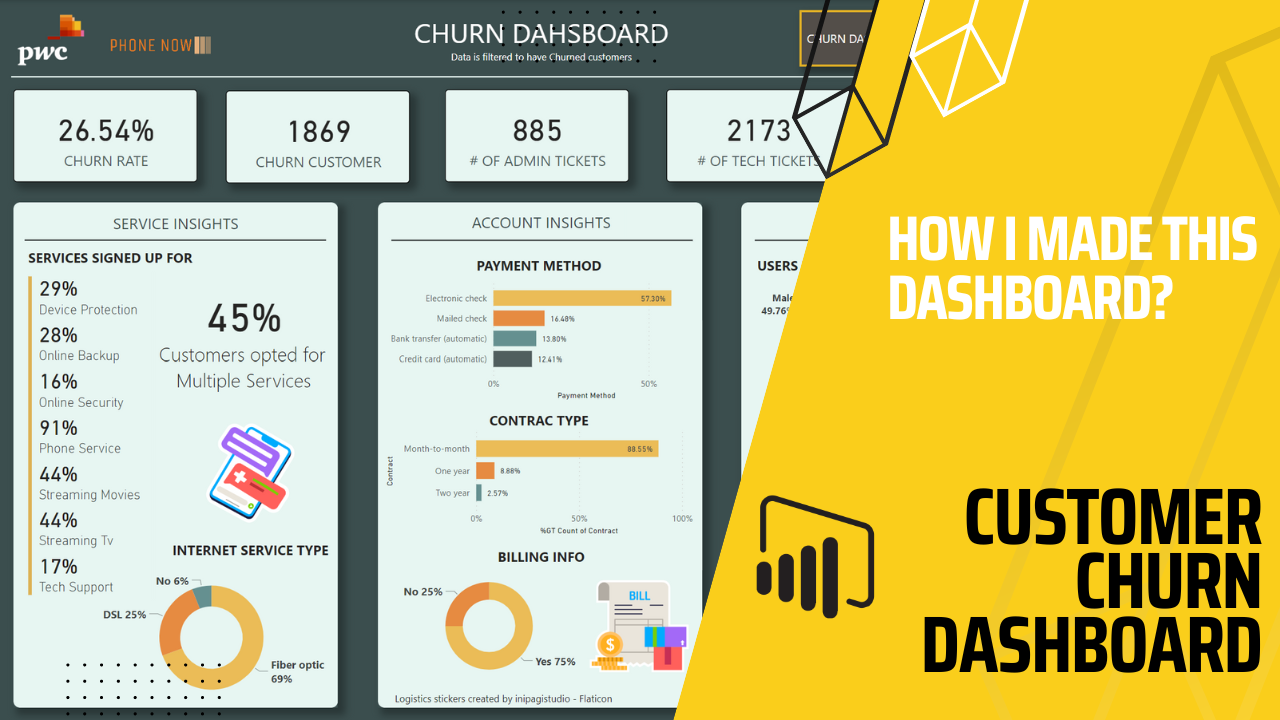 pwc
PHONE NOW
CHURN DAHSBOARD
Data is filtered to have Churned customers
CHURN DA
26.54%
CHURN RATE
1869
CHURN CUSTOMER
885
# OF ADMIN TICKETS
2173
# OF TECH TICKETS
SERVICE INSIGHTS
SERVICES SIGNED UP FOR
29%
Device Protection
28%
Online Backup
16%
Online Security
91%
Phone Service
44%
Streaming Movies
44%
Streaming Tv
17%
Tech Support
45%
Customers opted for
Multiple Services
INTERNET SERVICE TYPE
No 6%
DSL 25%
Fiber optic
69%
ACCOUNT INSIGHTS
PAYMENT METHOD
Electronic check 57.30%
Mailed check 16.48%
Bank transfer (automatic) 13.80%
Credit card (automatic) 12.41%
0% 50%
Payment Method
CONTRAC TYPE
Contract
Month-to-month 88.55%
One year 8.88%
Two year 2.57%
0% 50% 100%
%GT Count of Contract
BILLING INFO
No 25%
Yes 75%
BILL
$
Logistics stickers created by inipagistudio - Flaticon
USERS
Male
49.76%
HOW I MADE THIS
DASHBOARD?
CUSTOMER
CHURN
DASHBOARD